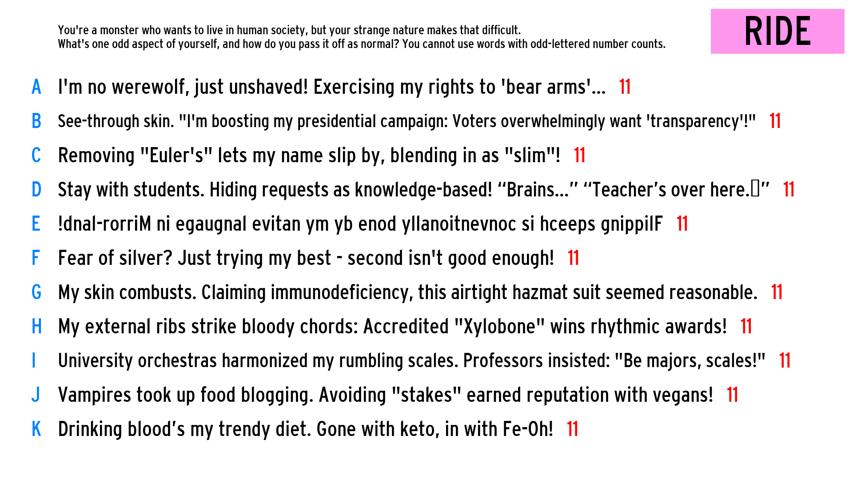 You're a monster who wants to live in human society, but your strange nature makes that difficult.
What's one odd aspect of yourself, and how do you pass it off as normal? You cannot use words with odd-lettered number counts.
RIDE
A I'm no werewolf, just unshaved! Exercising my rights to 'bear arms'... 11
B See-through skin. "I'm boosting my presidential campaign: Voters overwhelmingly want 'transparency'!" 11
C Removing "Euler's" lets my name slip by, blending in as "slim"! 11
D Stay with students. Hiding requests as knowledge-based! “Brains...” “Teacher’s over here.▯” 11
E !dnal-rorriM ni egaugnal evitan ym yb enod yllanoitnevnoc si hceeps gnippilF 11
F Fear of silver? Just trying my best - second isn't good enough! 11
G My skin combusts. Claiming immunodeficiency, this airtight hazmat suit seemed reasonable. 11
H My external ribs strike bloody chords: Accredited "Xylobone" wins rhythmic awards! 11
I University orchestras harmonized my rumbling scales. Professors insisted: "Be majors, scales!" 11
J Vampires took up food blogging. Avoiding "stakes" earned reputation with vegans! 11
K Drinking blood’s my trendy diet. Gone with keto, in with Fe-Oh! 11